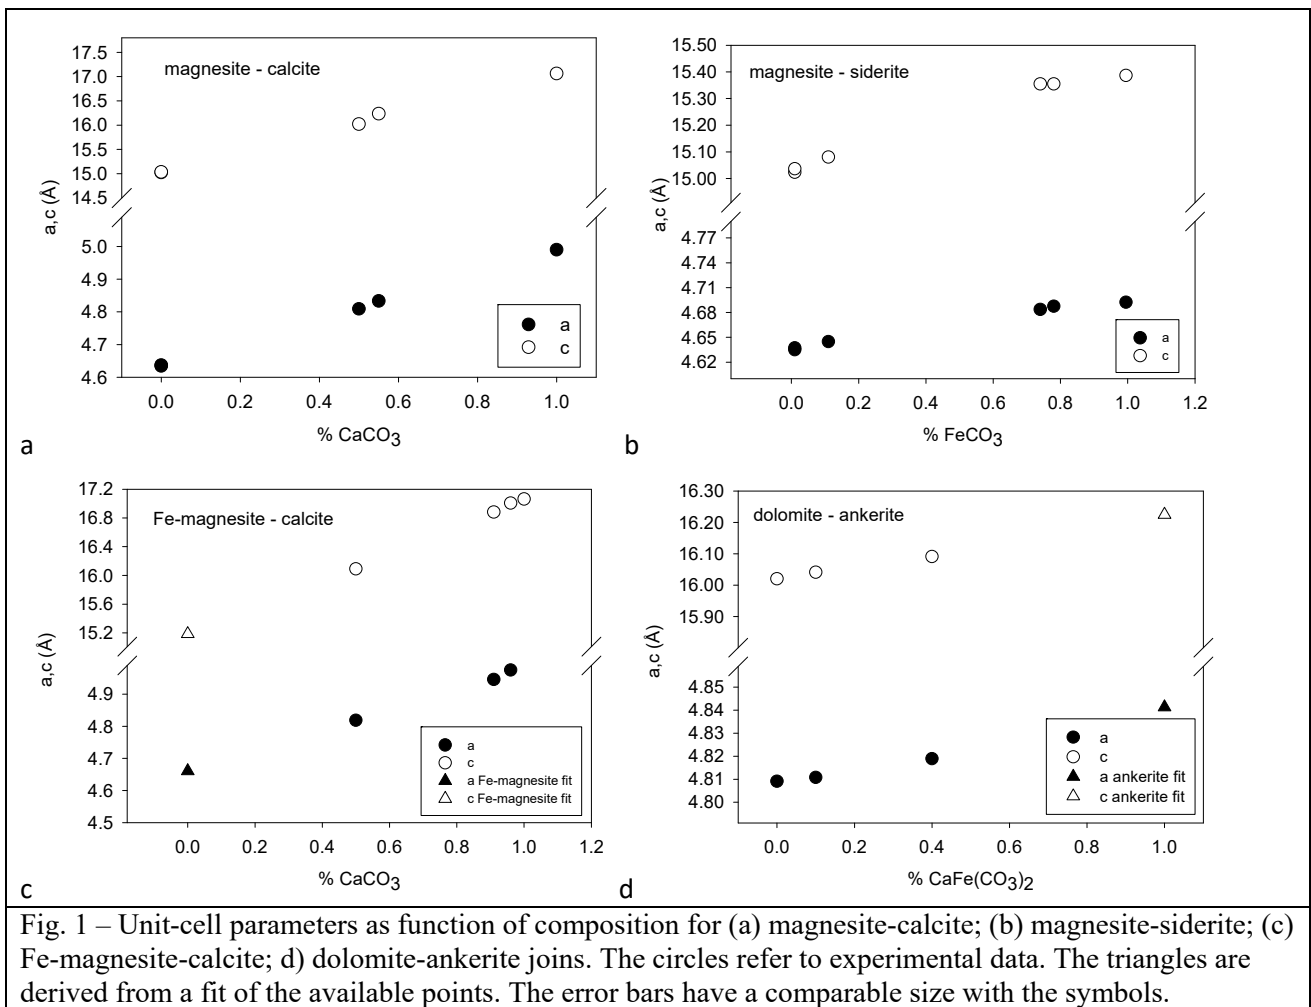 magnesite - calcite
17.5
17.0
16.5
16.0
15.5
15.0
14.5
5.0
4.9
4.8
4.7
4.6
a,c (Å)
a
c
0.0 0.2 0.4 0.6 0.8 1.0
% CaCO3
a
magnesite - siderite
15.50
15.40
15.30
15.20
15.10
15.00
4.77
4.74
4.71
4.68
4.65
4.62
a,c (Å)
a
c
0.0 0.2 0.4 0.6 0.8 1.0 1.2
% FeCO3
b
Fe-magnesite - calcite
17.2
16.8
16.4
16.0
15.6
15.2
4.9
4.8
4.7
4.6
4.5
a,c (Å)
a
c
a Fe-magnesite fit
c Fe-magnesite fit
0.0 0.2 0.4 0.6 0.8 1.0 1.2
% CaCO3
c
dolomite - ankerite
16.30
16.20
16.10
16.00
15.90
4.85
4.84
4.82
4.81
4.80
a,c (Å)
a
c
a ankerite fit
c ankerite fit
0.0 0.2 0.4 0.6 0.8 1.0
% CaFe(CO3)2
d
Fig. 1 – Unit-cell parameters as function of composition for (a) magnesite-calcite; (b) magnesite-siderite; (c)
Fe-magnesite-calcite; d) dolomite-ankerite joins. The circles refer to experimental data. The triangles are
derived from a fit of the available points. The error bars have a comparable size with the symbols.